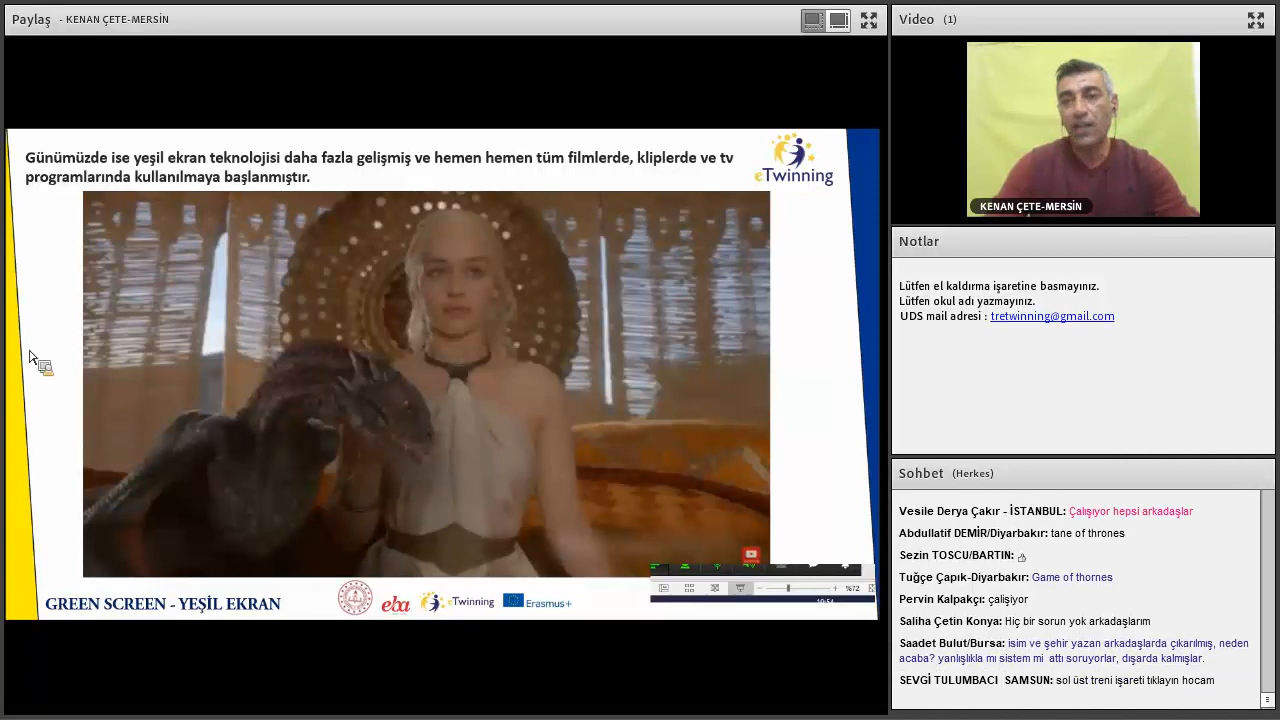 Paylaş - KENAN ÇETE-MERSİN
Günümüzde ise yeşil ekran teknolojisi daha fazla gelişmiş ve hemen hemen tüm filmlerde, kliplerde ve tv
programlarında kullanılmaya başlanmıştır.
eTwinning
GREEN SCREEN - YEŞİL EKRAN
eba
eTwinning
Erasmus+
%72
Video (1)
KENAN ÇETE-MERSİN
Notlar
Lütfen el kaldırma işaretine basmayınız.
Lütfen okul adı yazmayınız.
UDS mail adresi : tretwinning@gmail.com
Sohbet (Herkes)
Vesile Derya Çakır - İSTANBUL: Çalışıyor hepsi arkadaşlar
Abdullatif DEMİR/Diyarbakır: tane of thrones
Sezin TOSCU/BARTIN:
Tuğçe Çapık-Diyarbakır: Game of thornes
Pervin Kalpakçı: çalişiyor
Saliha Çetin Konya: Hiç bir sorun yok arkadaşlarım
Saadet Bulut/Bursa: isim ve şehir yazan arkadaşlarda çıkarılmış, neden
acaba? yanlışlıkla mı sistem mi attı soruyorlar, dışarda kalmışlar.
SEVGİ TULUMBACI SAMSUN: sol üst treni işareti tıklayın hocam